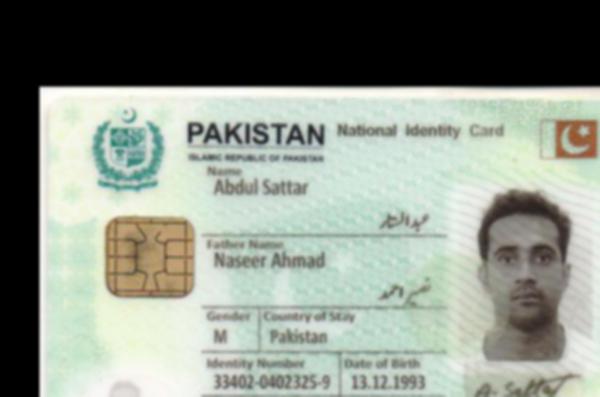 PAKISTAN National Identity Card
ISLAMIC REPUBLIC OF PAKISTAN
Name
Abdul Sattar
عبدالستار
Father Name
Naseer Ahmad
نصیر احمد
Gender Country of Stay
M Pakistan
Identity Number Date of Birth
33402-0402325-9 13.12.1993
A. Sattar